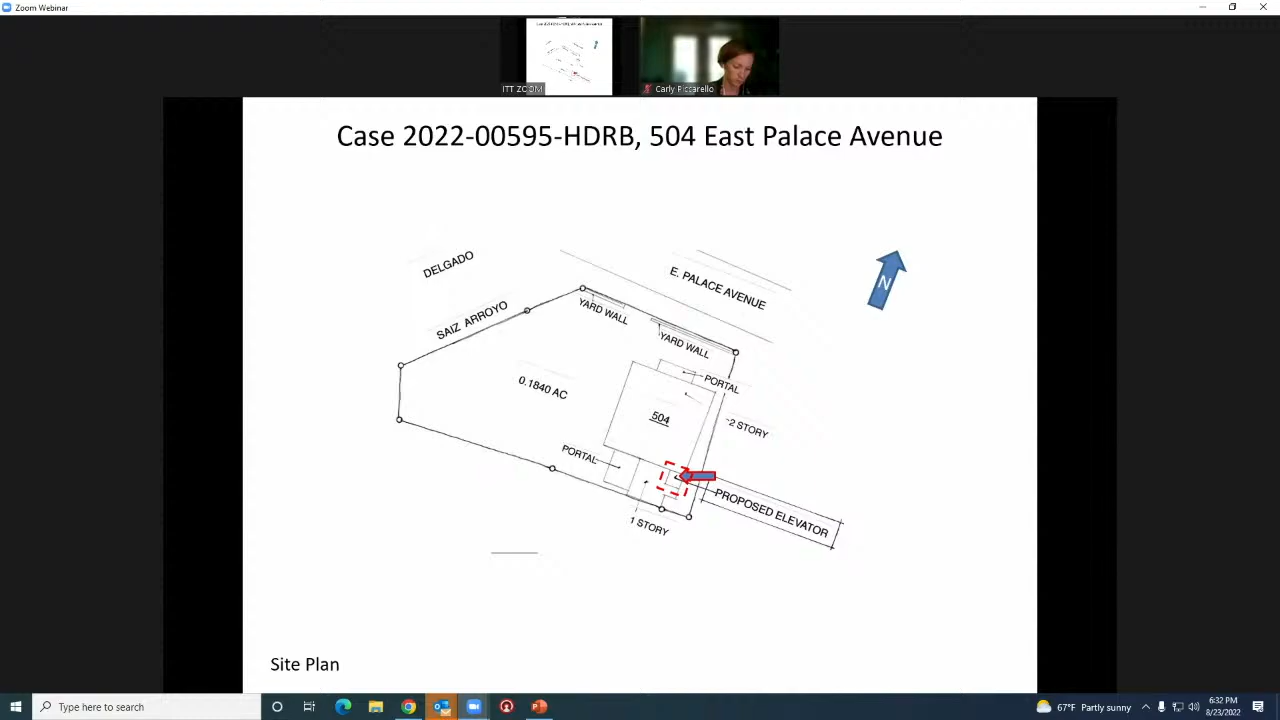 Zoom Webinar
ITT ZOOM
Carly Piccarello
Case 2022-00595-HDRB, 504 East Palace Avenue
DELGADO
E. PALACE AVENUE
N
SAIZ ARROYO
YARD WALL
YARD WALL
PORTAL
0.1840 AC
504
~2 STORY
PORTAL
PROPOSED ELEVATOR
1 STORY
Site Plan
Type here to search
67°F Partly sunny
6:32 PM
8/23/2022